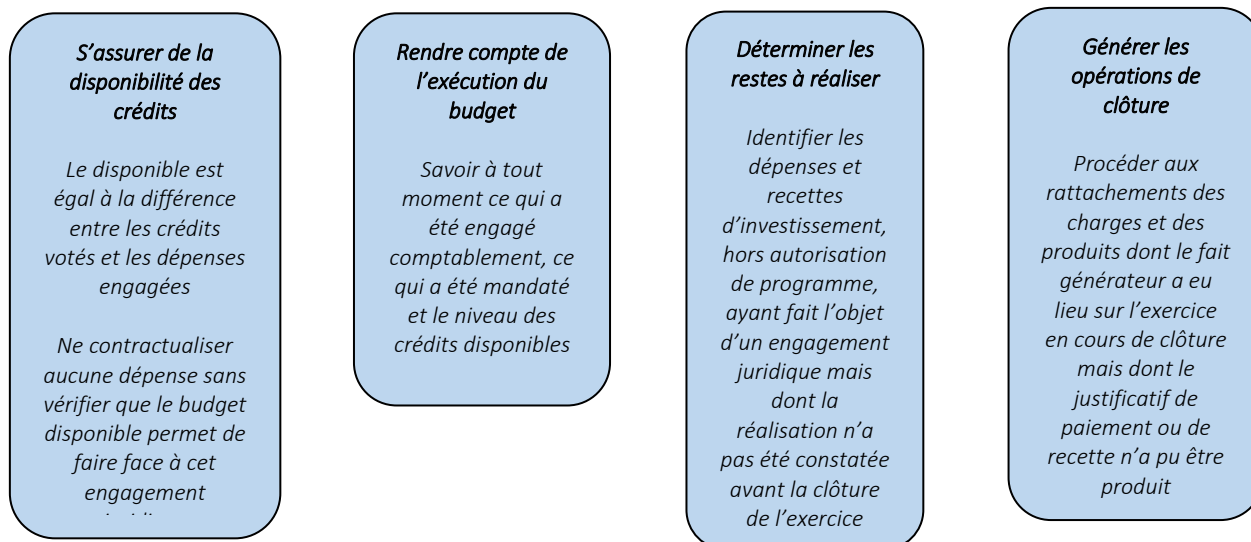 S’assurer de la
disponibilité des
crédits
Le disponible est
égal à la différence
entre les crédits
votés et les dépenses
engagées
Ne contractualiser
aucune dépense sans
vérifier que le budget
disponible permet de
faire face à cet
engagement
Rendre compte de
l’exécution du
budget
Savoir à tout
moment ce qui a
été engagé
comptablement, ce
qui a été mandaté
et le niveau des
crédits disponibles
Déterminer les
restes à réaliser
Identifier les
dépenses et
recettes
d’investissement,
hors autorisation
de programme,
ayant fait l’objet
d’un engagement
juridique mais
dont la
réalisation n’a
pas été constatée
avant la clôture
de l’exercice
Générer les
opérations de
clôture
Procéder aux
rattachements des
charges et des
produits dont le fait
générateur a eu
lieu sur l’exercice
en cours de clôture
mais dont le
justificatif de
paiement ou de
recette n’a pu être
produit